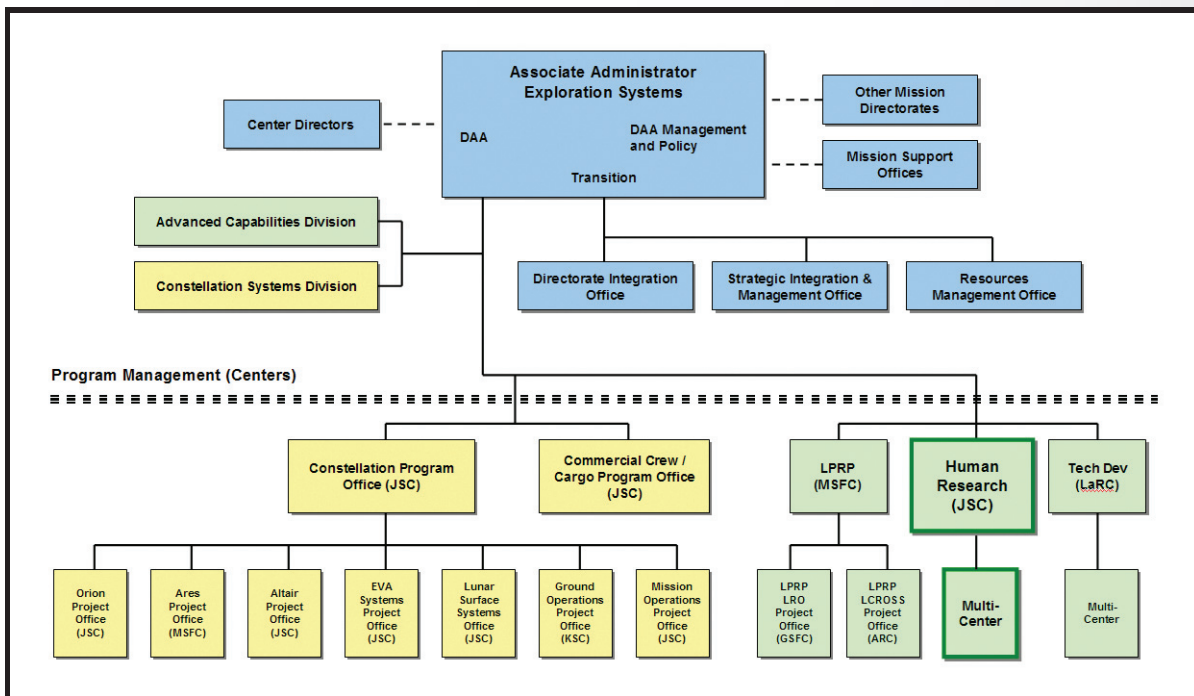 Associate Administrator
Exploration Systems
DAA
DAA Management
and Policy
Transition
Center Directors
Other Mission
Directorates
Mission Support
Offices
Advanced Capabilities Division
Constellation Systems Division
Directorate Integration
Office
Strategic Integration &
Management Office
Resources
Management Office
Program Management (Centers)
Constellation Program
Office (JSC)
Commercial Crew /
Cargo Program Office
(JSC)
LPRP
(MSFC)
Human
Research
(JSC)
Tech Dev
(LaRC)
Orion
Project
Office
(JSC)
Ares
Project
Office
(MSFC)
Altair
Project
Office
(JSC)
EVA
Systems
Project
Office
(JSC)
Lunar
Surface
Systems
Office
(JSC)
Ground
Operations
Project
Office
(KSC)
Mission
Operations
Project
Office
(JSC)
LPRP
LRO
Project
Office
(GSFC)
LPRP
LCROSS
Project
Office
(ARC)
Multi-
Center
Multi-
Center